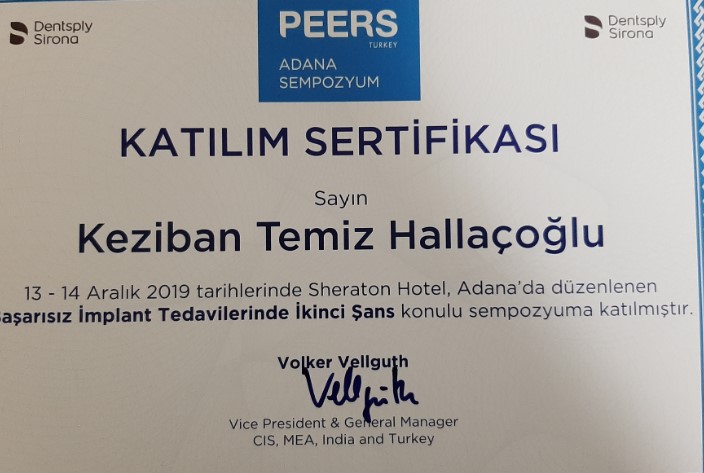 Dentsply
Sirona
PEERS
TURKEY
ADANA
SEMPOZYUM
Dentsply
Sirona
KATILIM SERTİFİKASI
Sayın
Keziban Temiz Hallaçoğlu
13 - 14 Aralık 2019 tarihlerinde Sheraton Hotel, Adana'da düzenlenen
aşarısız İmplant Tedavilerinde İkinci Şans konulu sempozyuma katılmıştır.
Volker Vellguth
Vice President & General Manager
CIS, MEA, India and Turkey